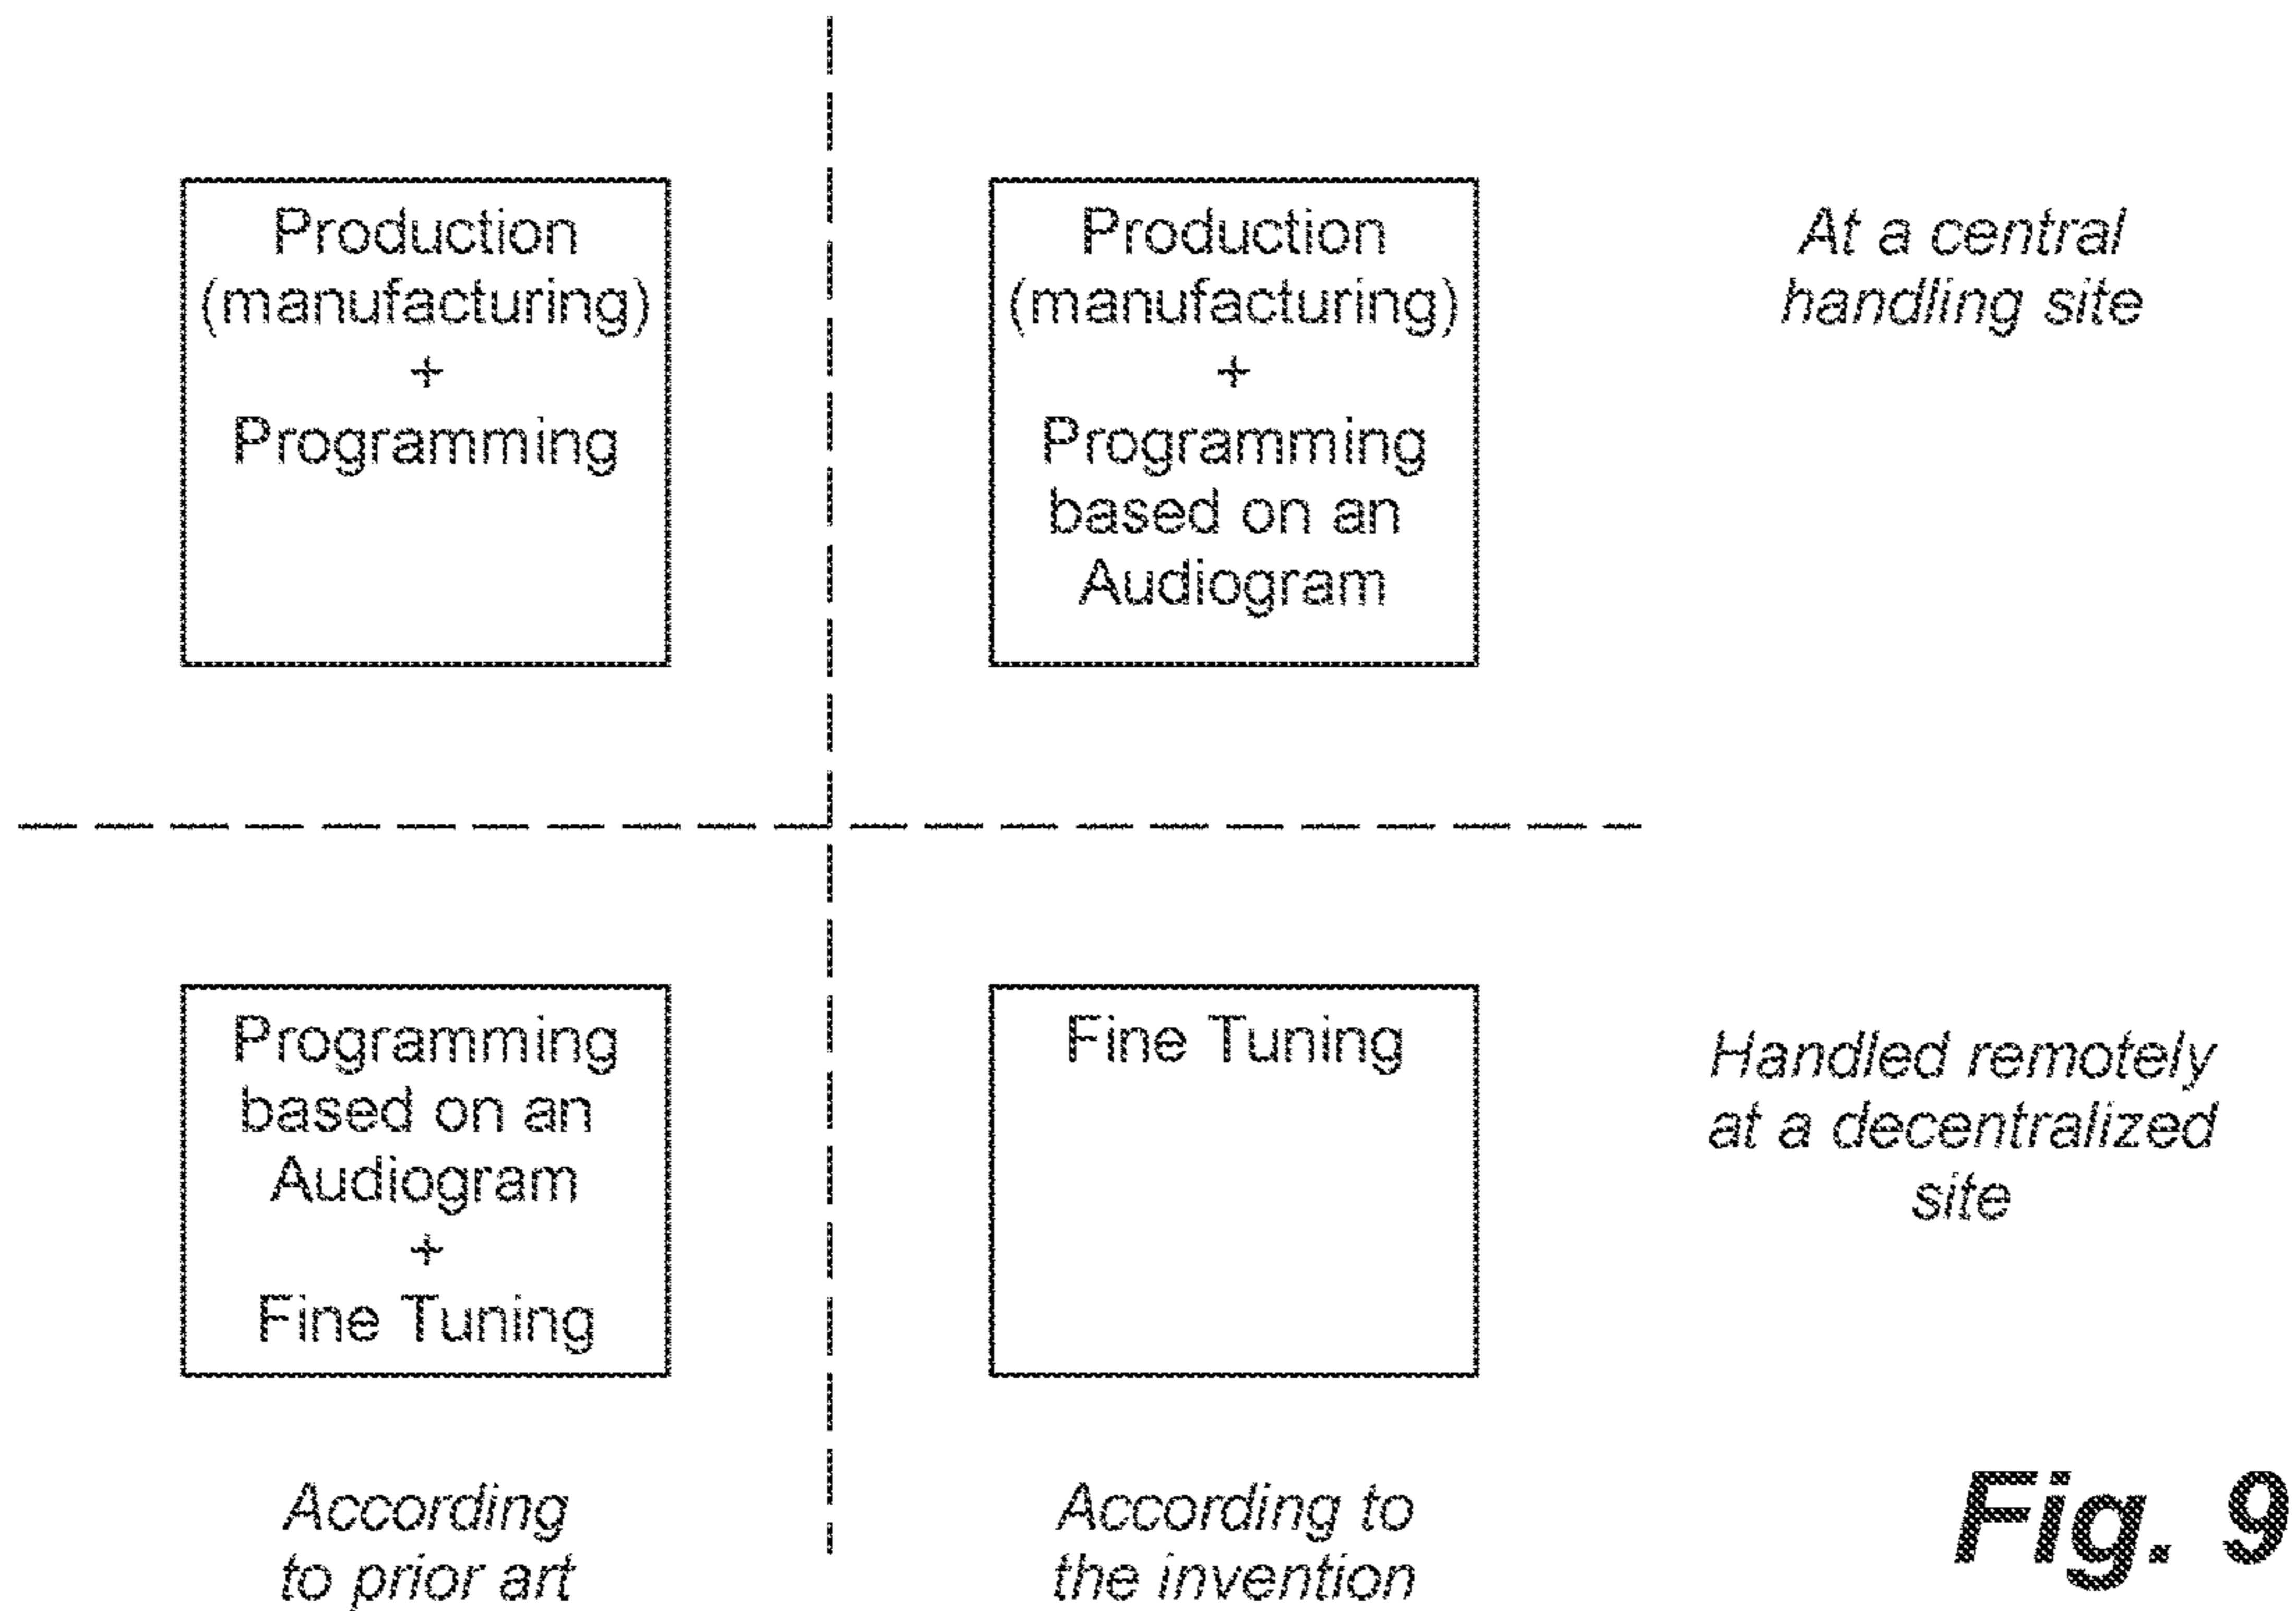 Production
(manufacturing)
+
Programming
Production
(manufacturing)
+
Programming
based on an
Audiogram
At a central
handling site
Programming
based on an
Audiogram
+
Fine Tuning
Fine Tuning
Handled remotely
at a decentralized
site
According
to prior art
According to
the invention
Fig. 9